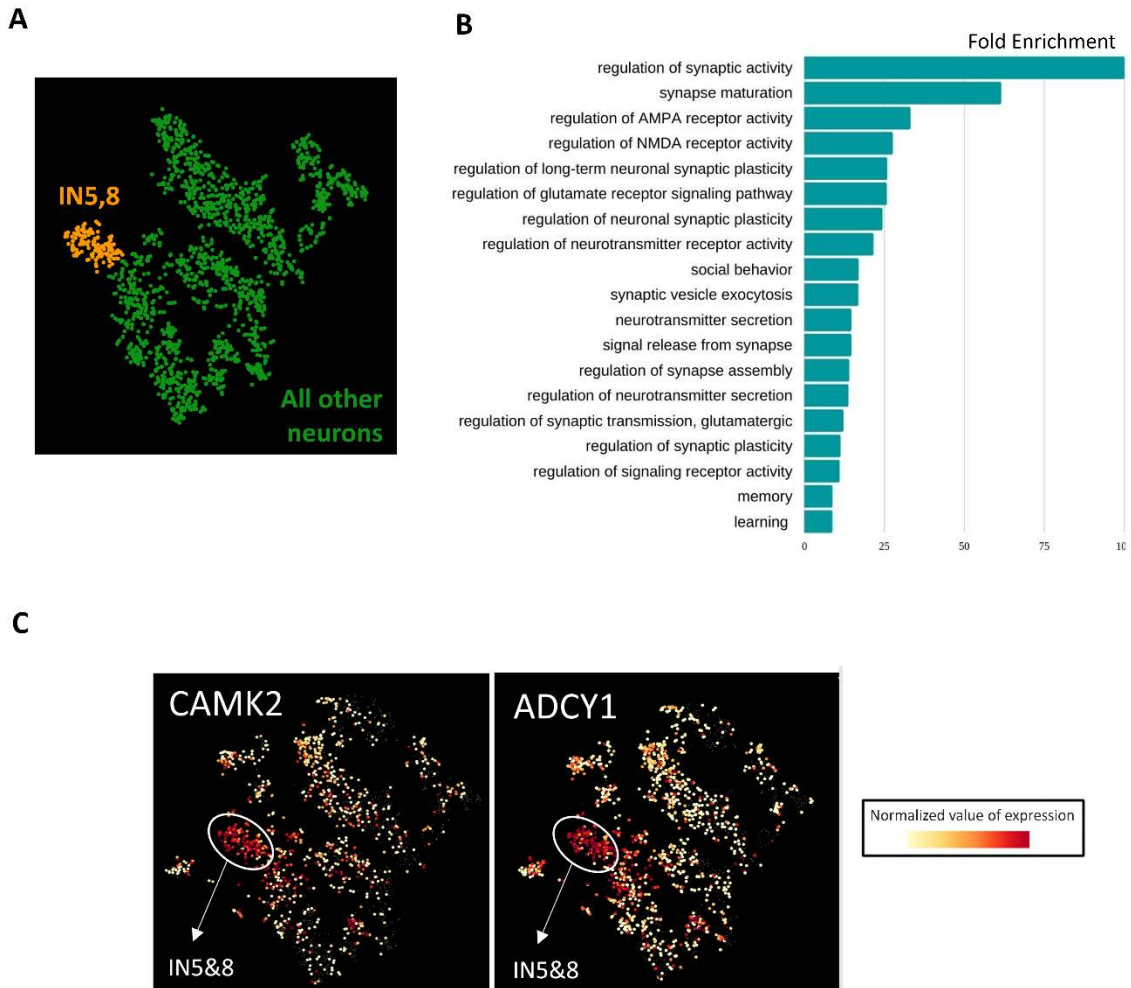 A
IN5,8
All other
neurons
B
Fold Enrichment
regulation of synaptic activity
synapse maturation
regulation of AMPA receptor activity
regulation of NMDA receptor activity
regulation of long-term neuronal synaptic plasticity
regulation of glutamate receptor signaling pathway
regulation of neuronal synaptic plasticity
regulation of neurotransmitter receptor activity
social behavior
synaptic vesicle exocytosis
neurotransmitter secretion
signal release from synapse
regulation of synapse assembly
regulation of neurotransmitter secretion
regulation of synaptic transmission, glutamatergic
regulation of synaptic plasticity
regulation of signaling receptor activity
memory
learning
0 25 50 75 10
C
CAMK2
IN5&8
ADCY1
IN5&8
Normalized value of expression